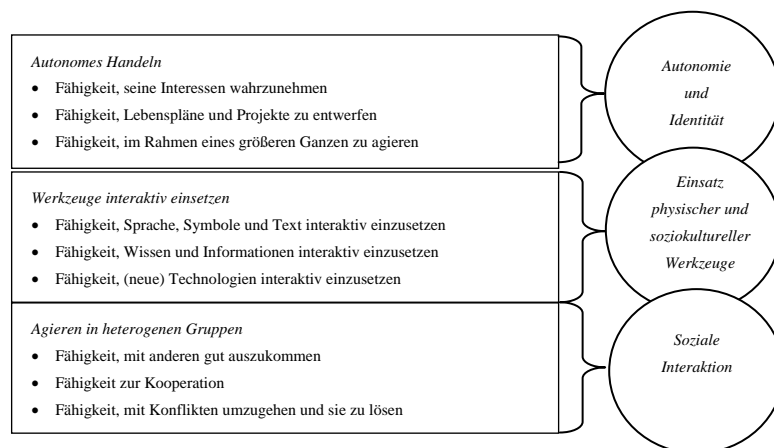 Autonomes Handeln
• Fähigkeit, seine Interessen wahrzunehmen
• Fähigkeit, Lebenspläne und Projekte zu entwerfen
• Fähigkeit, im Rahmen eines größeren Ganzen zu agieren
Autonomie
und
Identität
Werkzeuge interaktiv einsetzen
• Fähigkeit, Sprache, Symbole und Text interaktiv einzusetzen
• Fähigkeit, Wissen und Informationen interaktiv einzusetzen
• Fähigkeit, (neue) Technologien interaktiv einzusetzen
Einsatz
physischer und
soziokultureller
Werkzeuge
Agieren in heterogenen Gruppen
• Fähigkeit, mit anderen gut auszukommen
• Fähigkeit zur Kooperation
• Fähigkeit, mit Konflikten umzugehen und sie zu lösen
Soziale
Interaktion